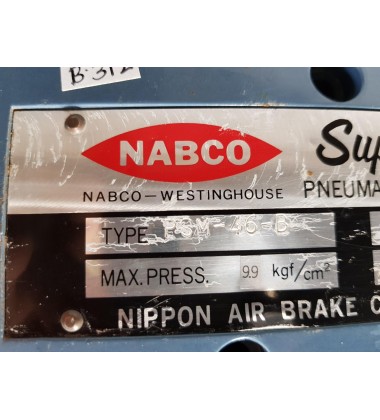 B-312
NABCO
Sup
NABCO-WESTINGHOUSE
PNEUMA
TYPE
MAX. PRESS. 9.9 kgf/cm²
NIPPON AIR BRAKE C